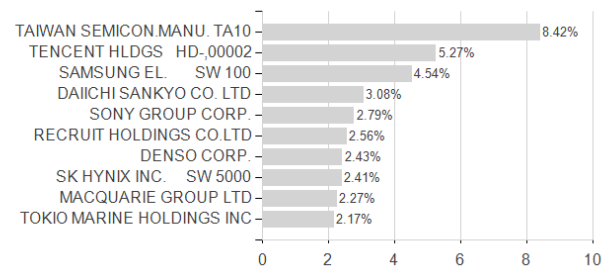 TAIWAN SEMICON.MANU. TA10 8.42%
TENCENT HLDGS HD-,00002 5.27%
SAMSUNG EL. SW 100 4.54%
DAIICHI SANKYO CO. LTD 3.08%
SONY GROUP CORP. 2.79%
RECRUIT HOLDINGS CO.LTD 2.56%
DENSO CORP. 2.43%
SK HYNIX INC. SW 5000 2.41%
MACQUARIE GROUP LTD 2.27%
TOKIO MARINE HOLDINGS INC 2.17%
0 2 4 6 8 10